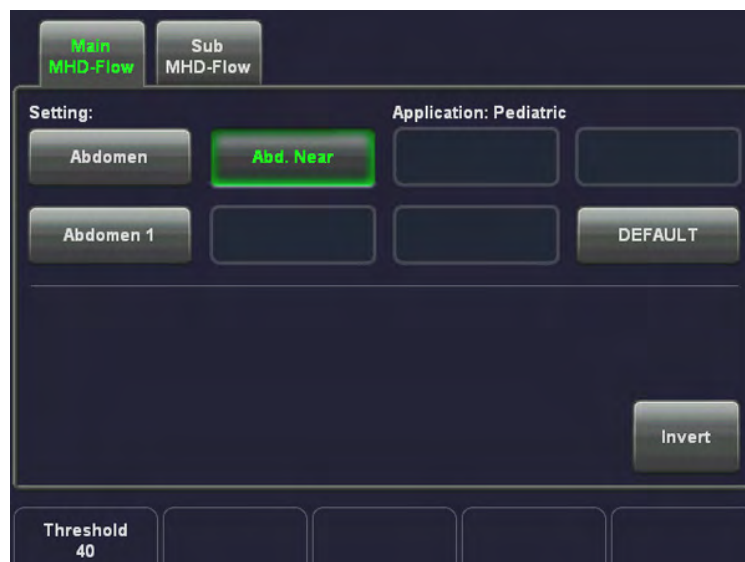 Main
MHD-Flow
Sub
MHD-Flow
Setting:
Application: Pediatric
Abdomen
Abd. Near
Abdomen 1
DEFAULT
Invert
Threshold
40